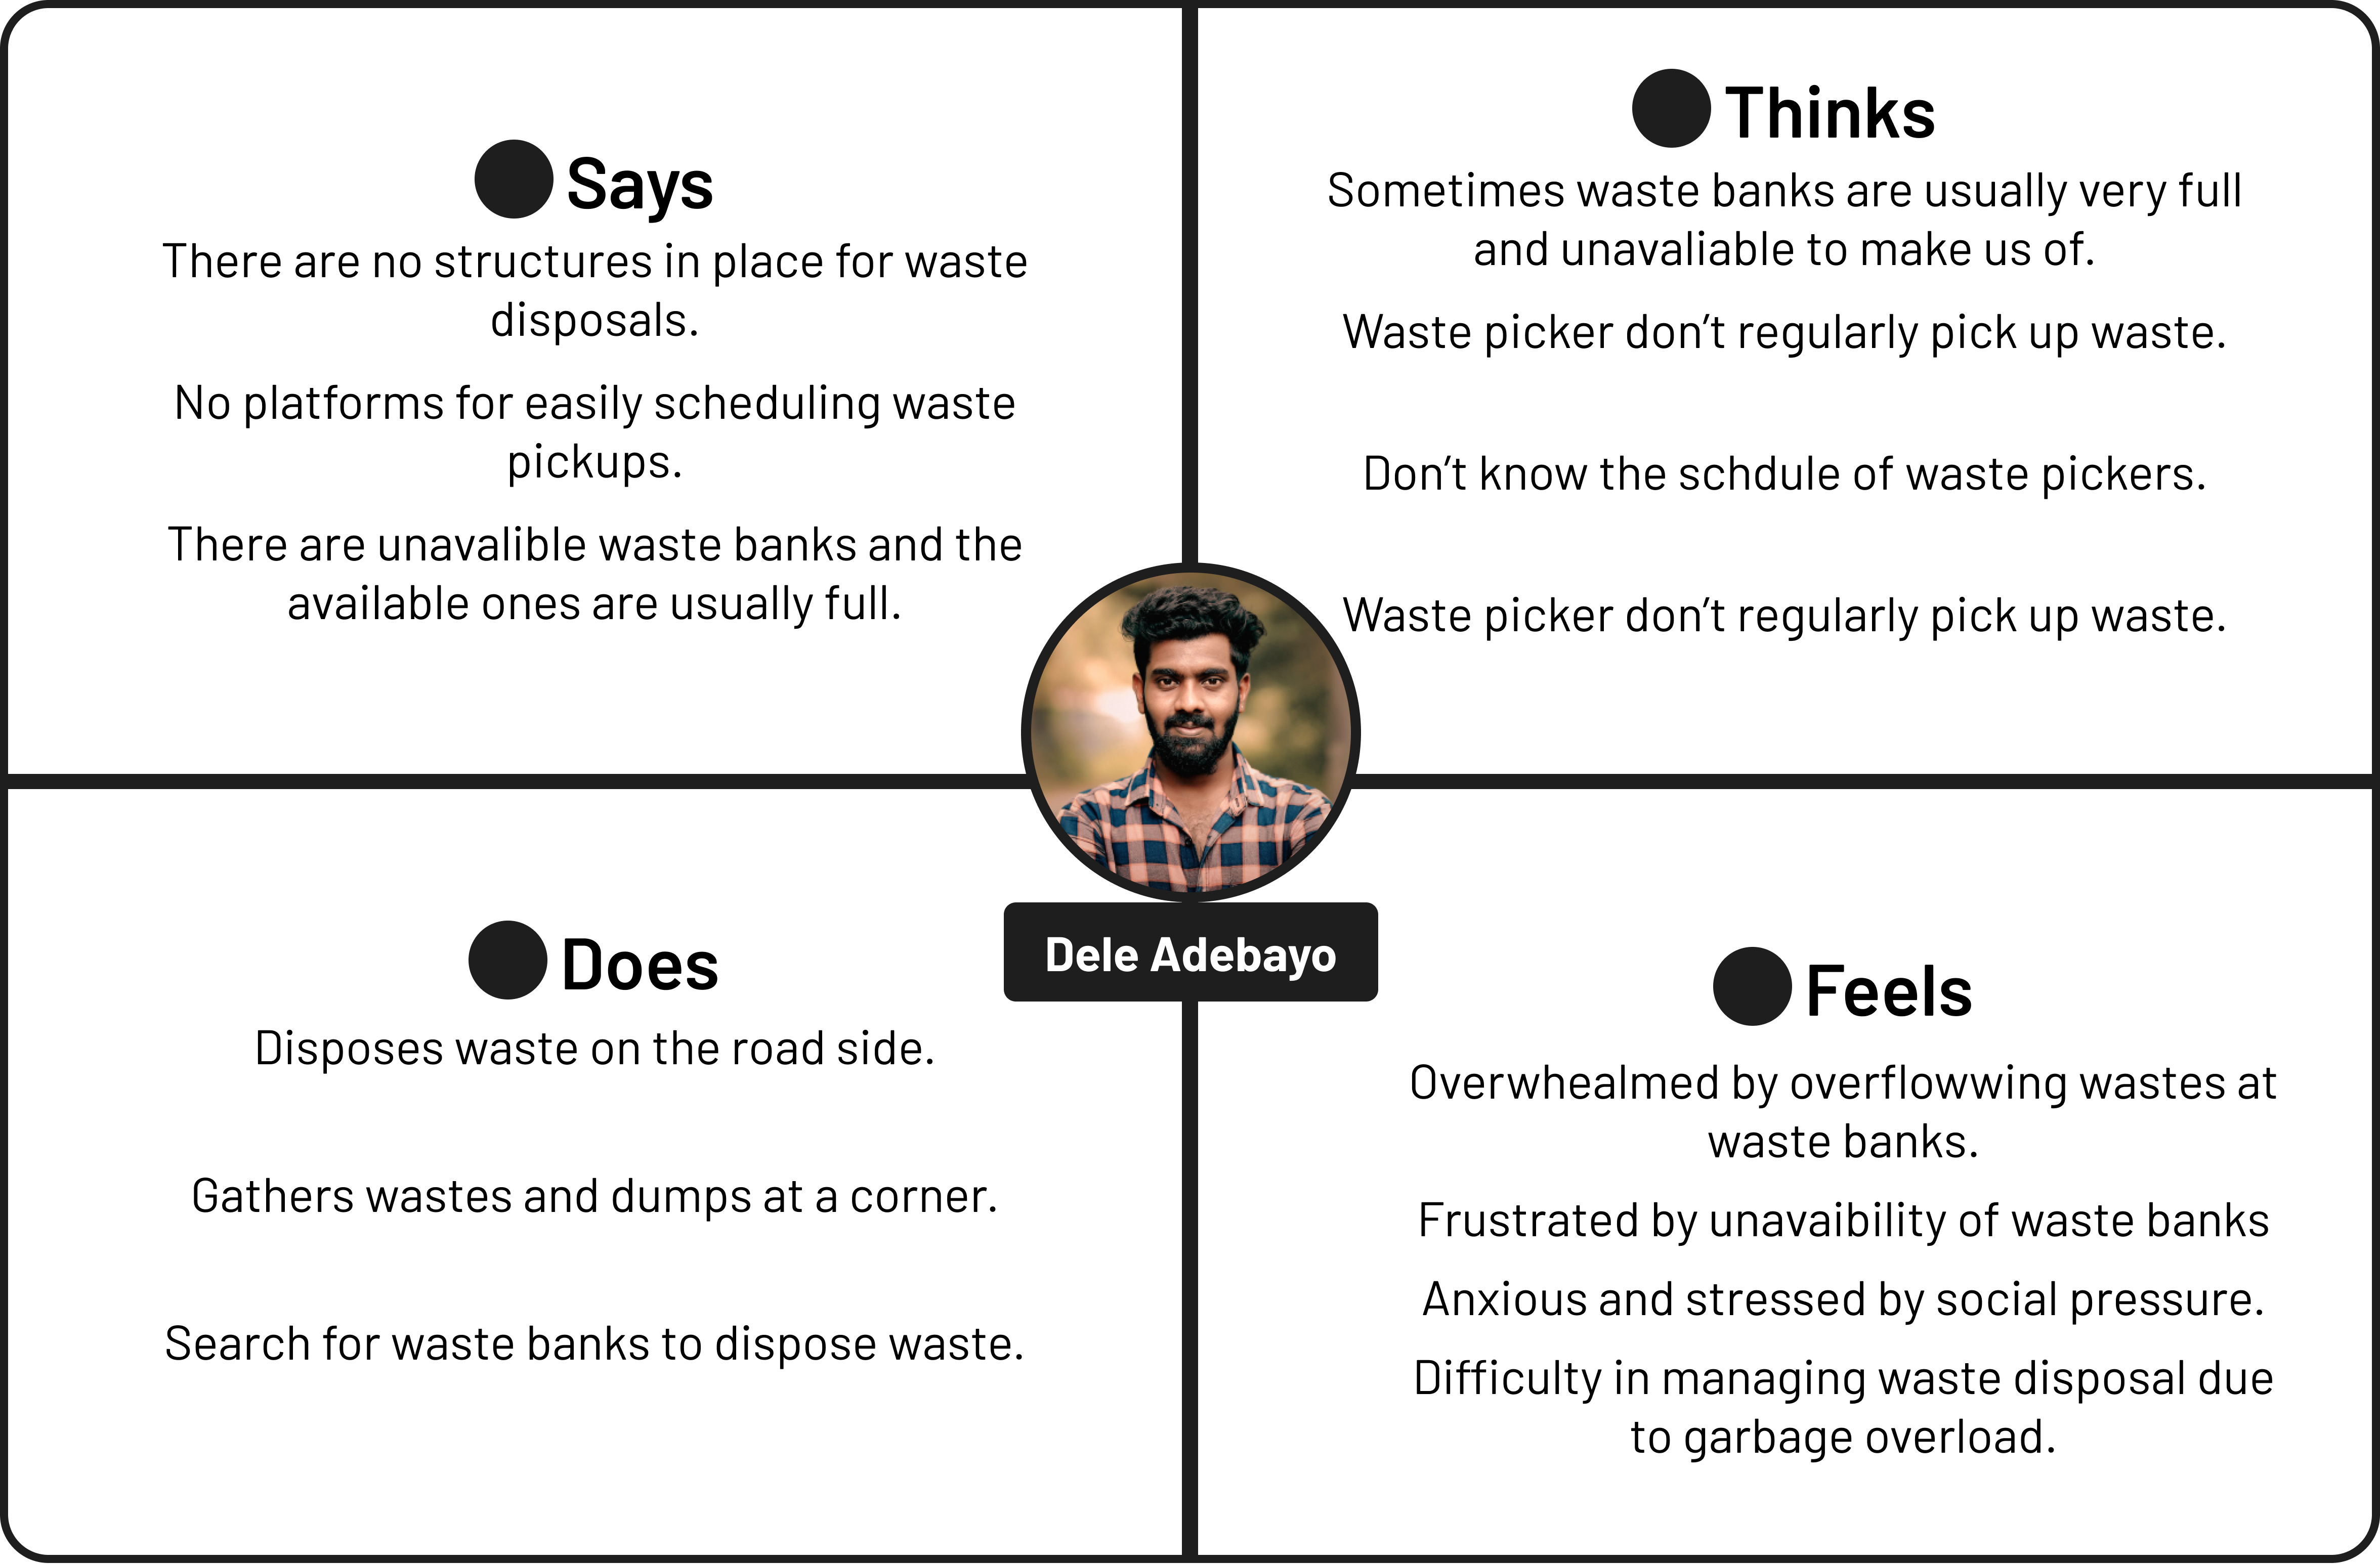 Says
There are no structures in place for waste
disposals.
No platforms for easily scheduling waste
pickups.
There are unavalible waste banks and the
available ones are usually full.
Thinks
Sometimes waste banks are usually very full
and unavaliable to make us of.
Waste picker don’t regularly pick up waste.
Don’t know the schdule of waste pickers.
Waste picker don’t regularly pick up waste.
Dele Adebayo
Does
Disposes waste on the road side.
Gathers wastes and dumps at a corner.
Search for waste banks to dispose waste.
Feels
Overwhealmed by overflowwing wastes at
waste banks.
Frustrated by unavaibility of waste banks
Anxious and stressed by social pressure.
Difficulty in managing waste disposal due
to garbage overload.